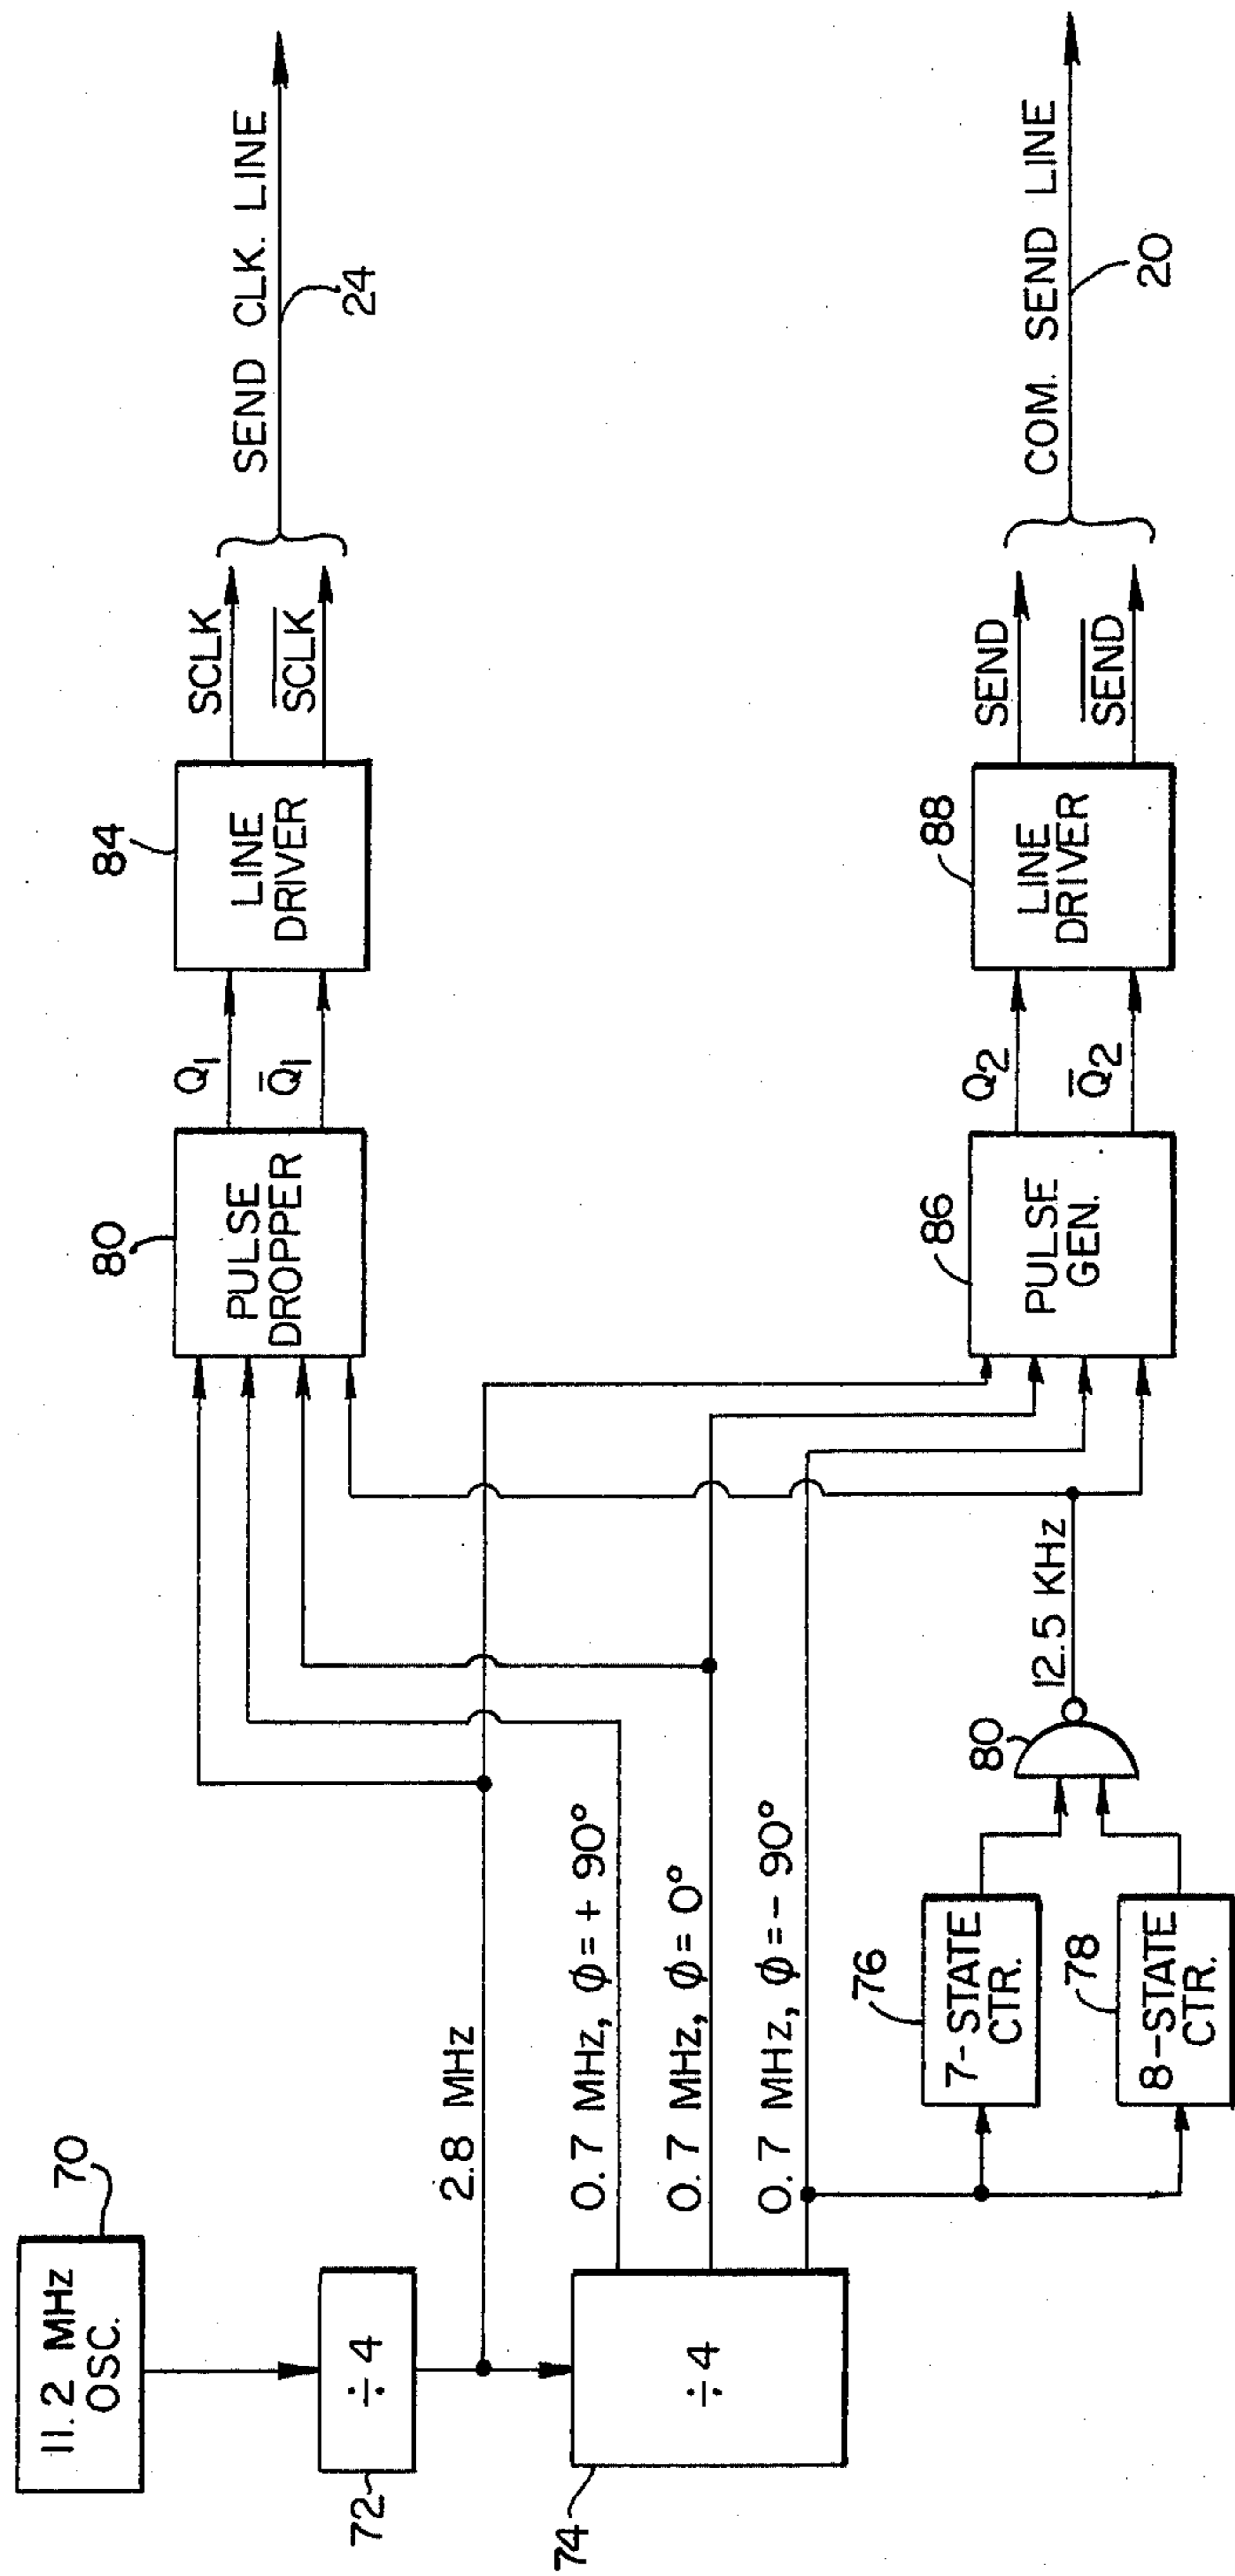 11.2 MHz
OSC.
70
÷ 4
72
÷ 4
74
2.8 MHz
0.7 MHz, ϕ = + 90°
0.7 MHz, ϕ = 0°
0.7 MHz, ϕ = − 90°
7-STATE
CTR.
76
8-STATE
CTR.
78
80
12.5 KHz
PULSE
DROPPER
80
Q1
Q̅1
LINE
DRIVER
84
SCLK
S̅C̅L̅K̅
SEND CLK. LINE
24
PULSE
GEN.
86
Q2
Q̅2
LINE
DRIVER
88
SEND
S̅E̅N̅D̅
COM. SEND LINE
20